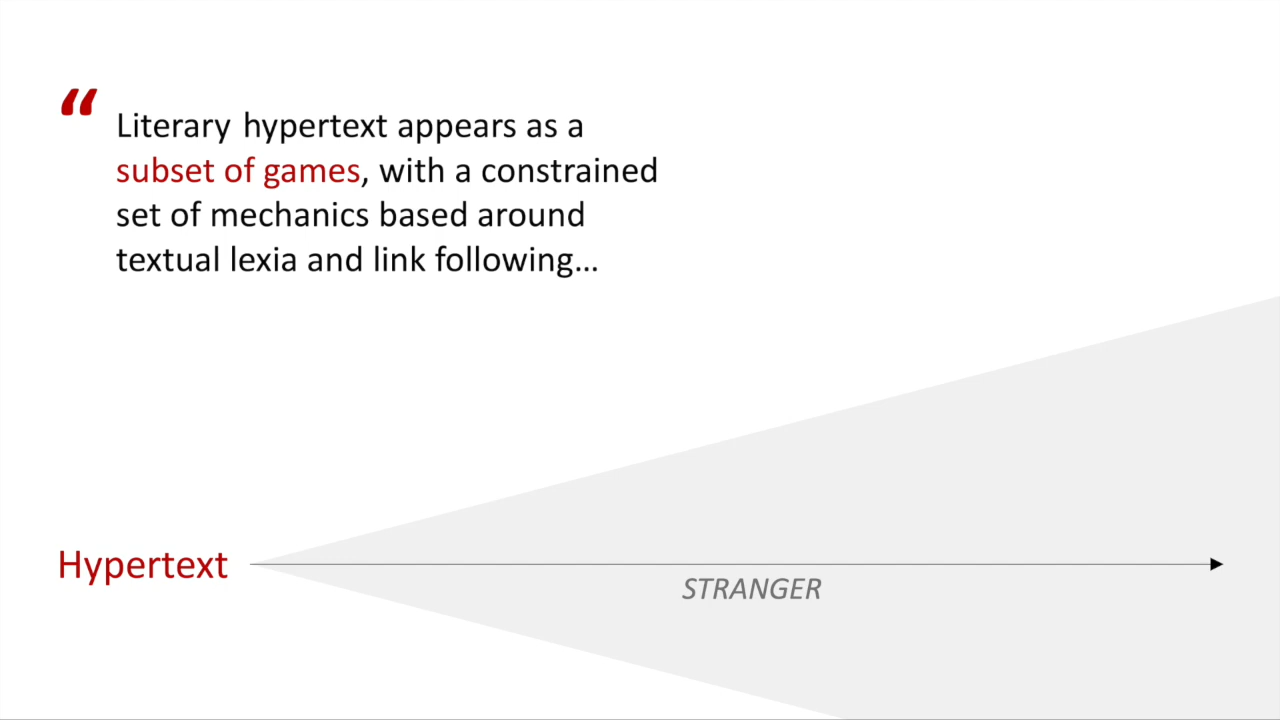 “ Literary hypertext appears as a
subset of games, with a constrained
set of mechanics based around
textual lexia and link following…
Hypertext
STRANGER